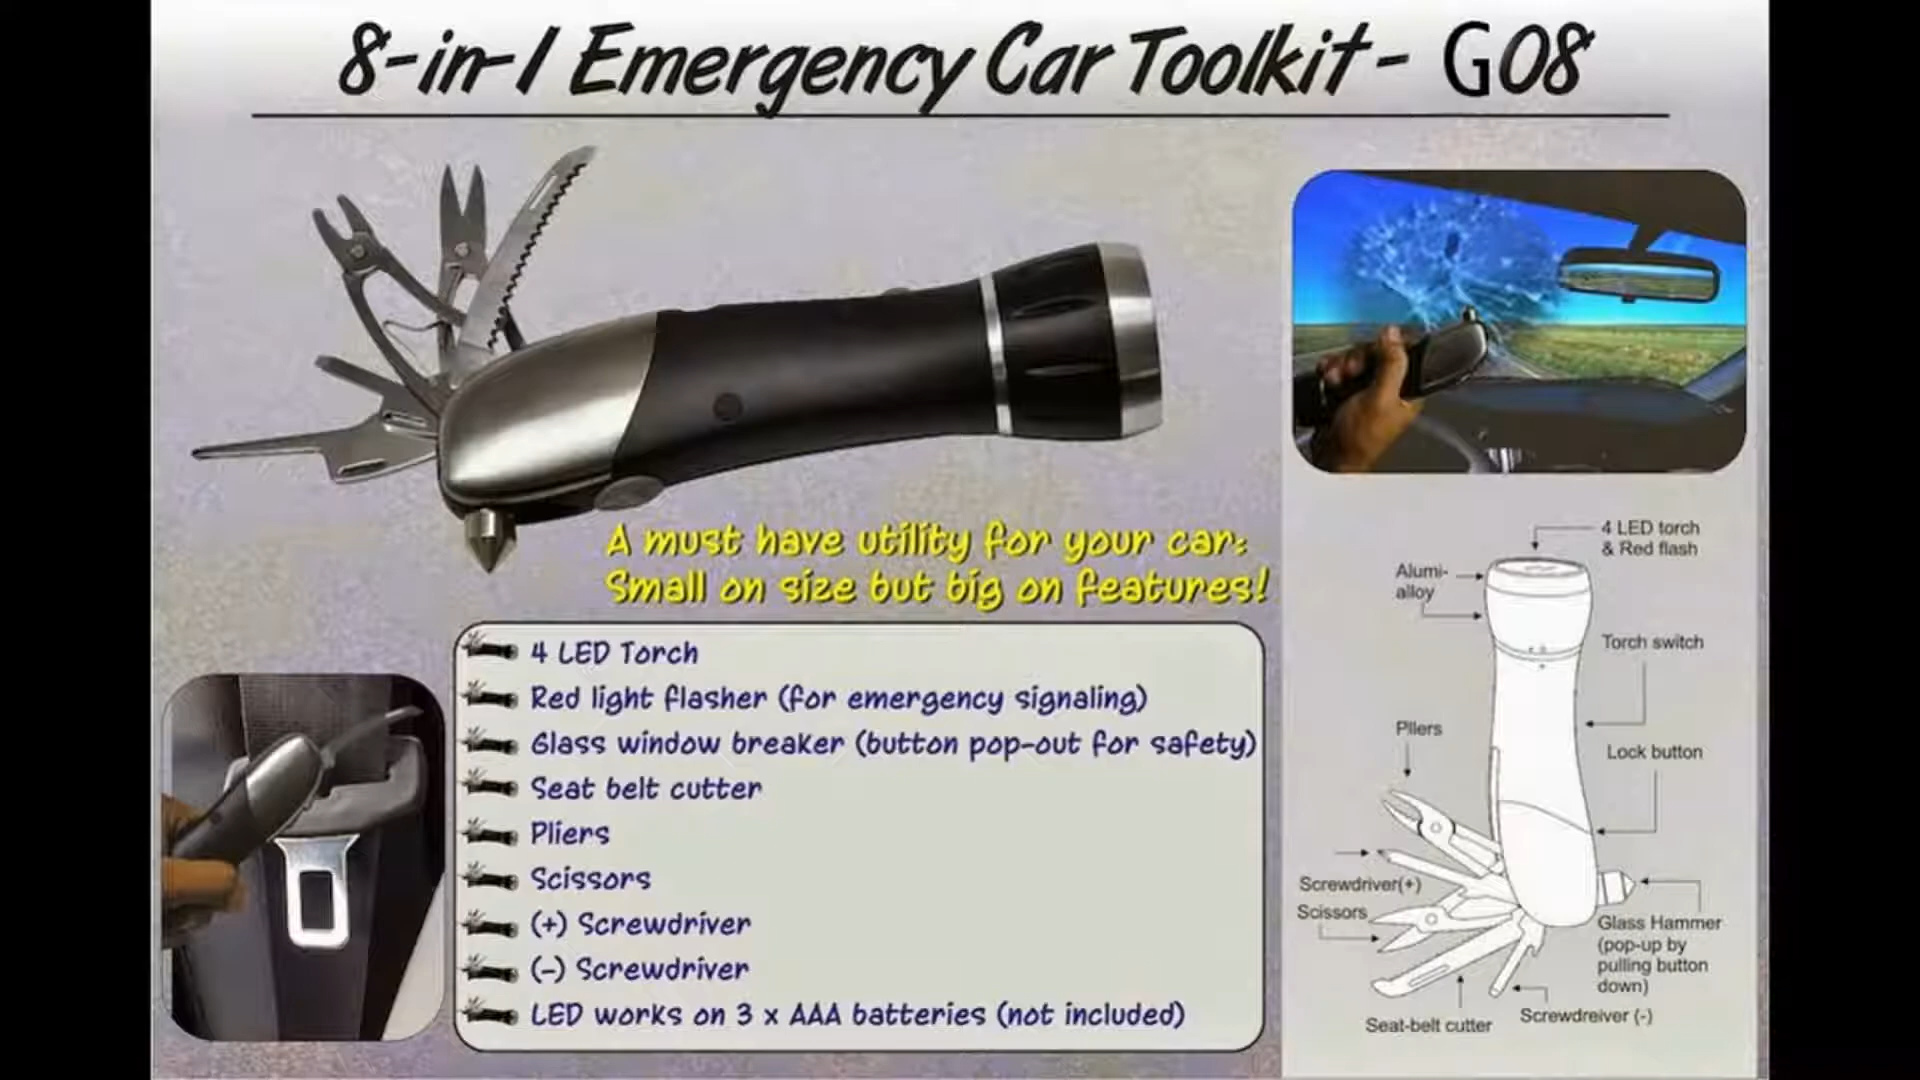 8-in-1 Emergency Car Toolkit - G08
A must have utility for your car:
Small on size but big on features!
4 LED Torch
Red light flasher (for emergency signaling)
Glass window breaker (button pop-out for safety)
Seat belt cutter
Pliers
Scissors
(+) Screwdriver
(-) Screwdriver
LED works on 3 x AAA batteries (not included)
4 LED torch
& Red flash
Alumi-
alloy
Torch switch
Pliers
Lock button
Screwdriver(+)
Scissors
Glass Hammer
(pop-up by
pulling button
down)
Seat-belt cutter
Screwdreiver (-)